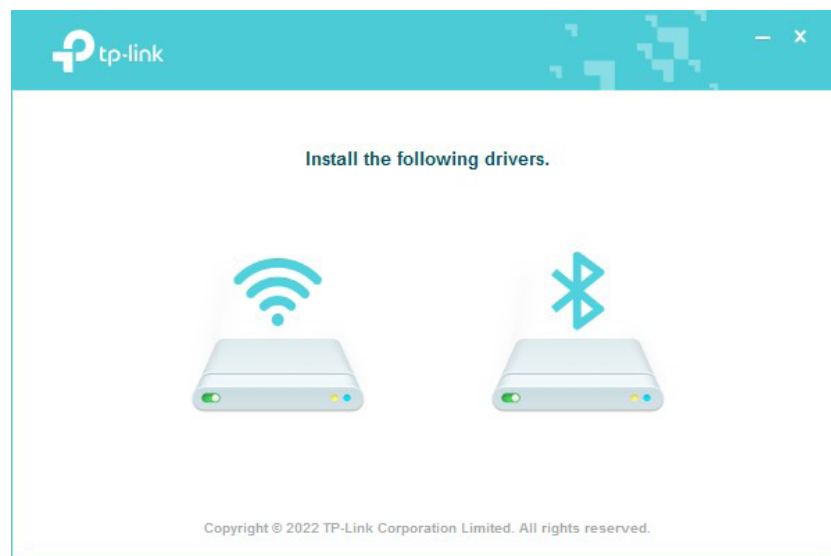 tp-link
Install the following drivers.
Copyright © 2022 TP-Link Corporation Limited. All rights reserved.